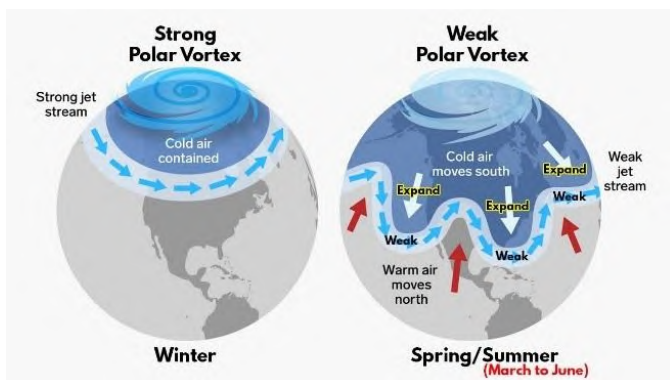 Strong
Polar Vortex
Strong jet
stream
Cold air
contained
Winter
Weak
Polar Vortex
Cold air
moves south
Expand
Expand
Expand
Weak
jet
stream
Weak
Weak
Weak
Warm air
moves
north
Spring/Summer
(March to June)